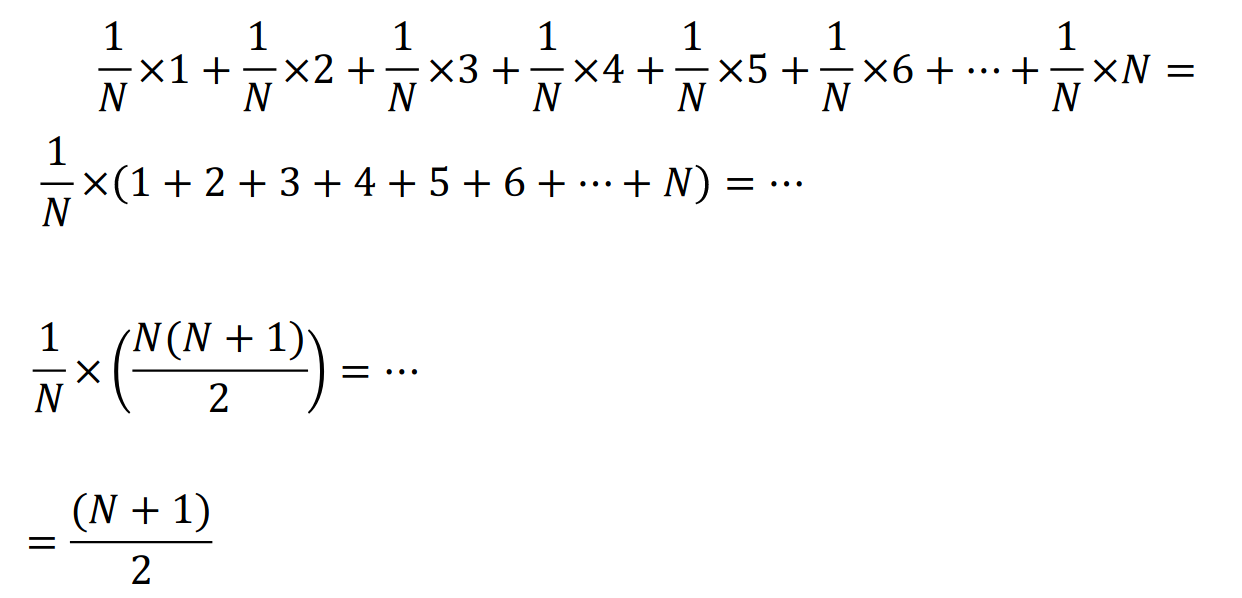 1/N ×1 + 1/N ×2 + 1/N ×3 + 1/N ×4 + 1/N ×5 + 1/N ×6 + ⋯ + 1/N ×N =
1/N ×(1 + 2 + 3 + 4 + 5 + 6 + ⋯ + N) = ⋯
1/N × (N(N + 1)/2) = ⋯
= (N + 1)/2